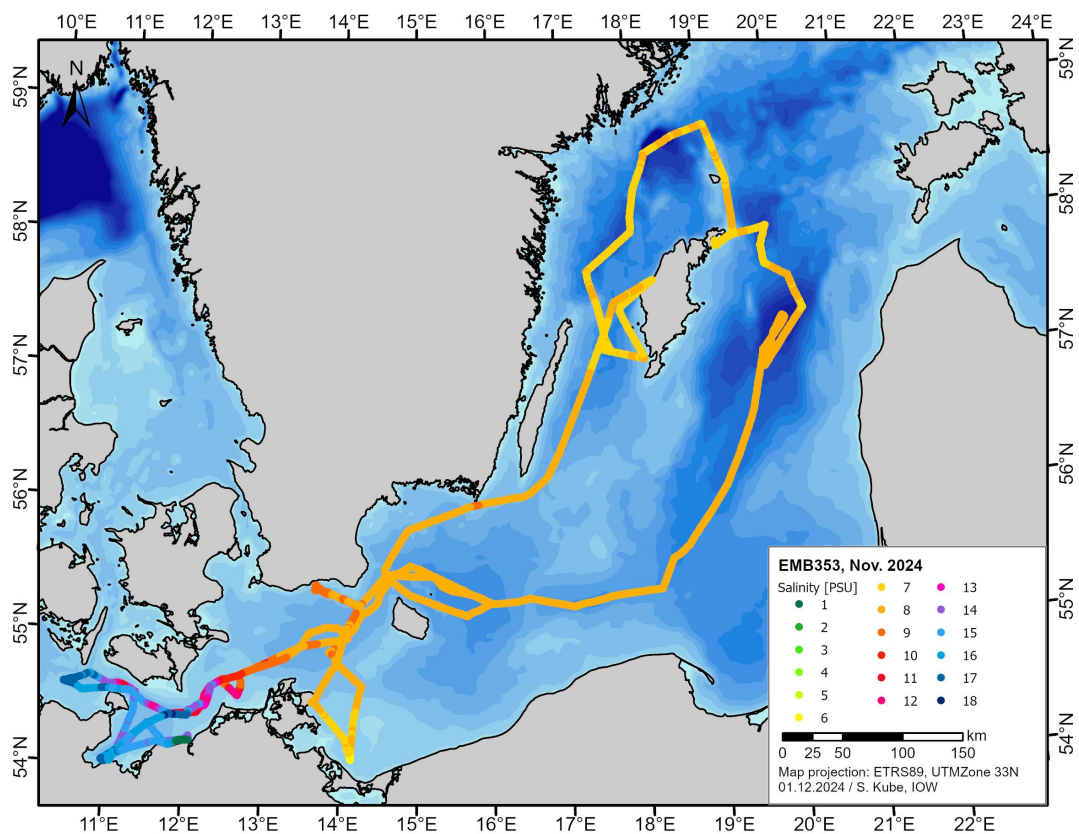 10°E 11°E 12°E 13°E 14°E 15°E 16°E 17°E 18°E 19°E 20°E 21°E 22°E 23°E 24°E
N
59°N 59°N
58°N 58°N
57°N 57°N
56°N 56°N
55°N 55°N
54°N 54°N
EMB353, Nov. 2024
Salinity [PSU]
1 7 13
2 8 14
3 9 15
4 10 16
5 11 17
6 12 18
0 25 50 100 150 km
Map projection: ETRS89, UTMZone 33N
01.12.2024 / S. Kube, IOW
11°E 12°E 13°E 14°E 15°E 16°E 17°E 18°E 19°E 20°E 21°E 22°E